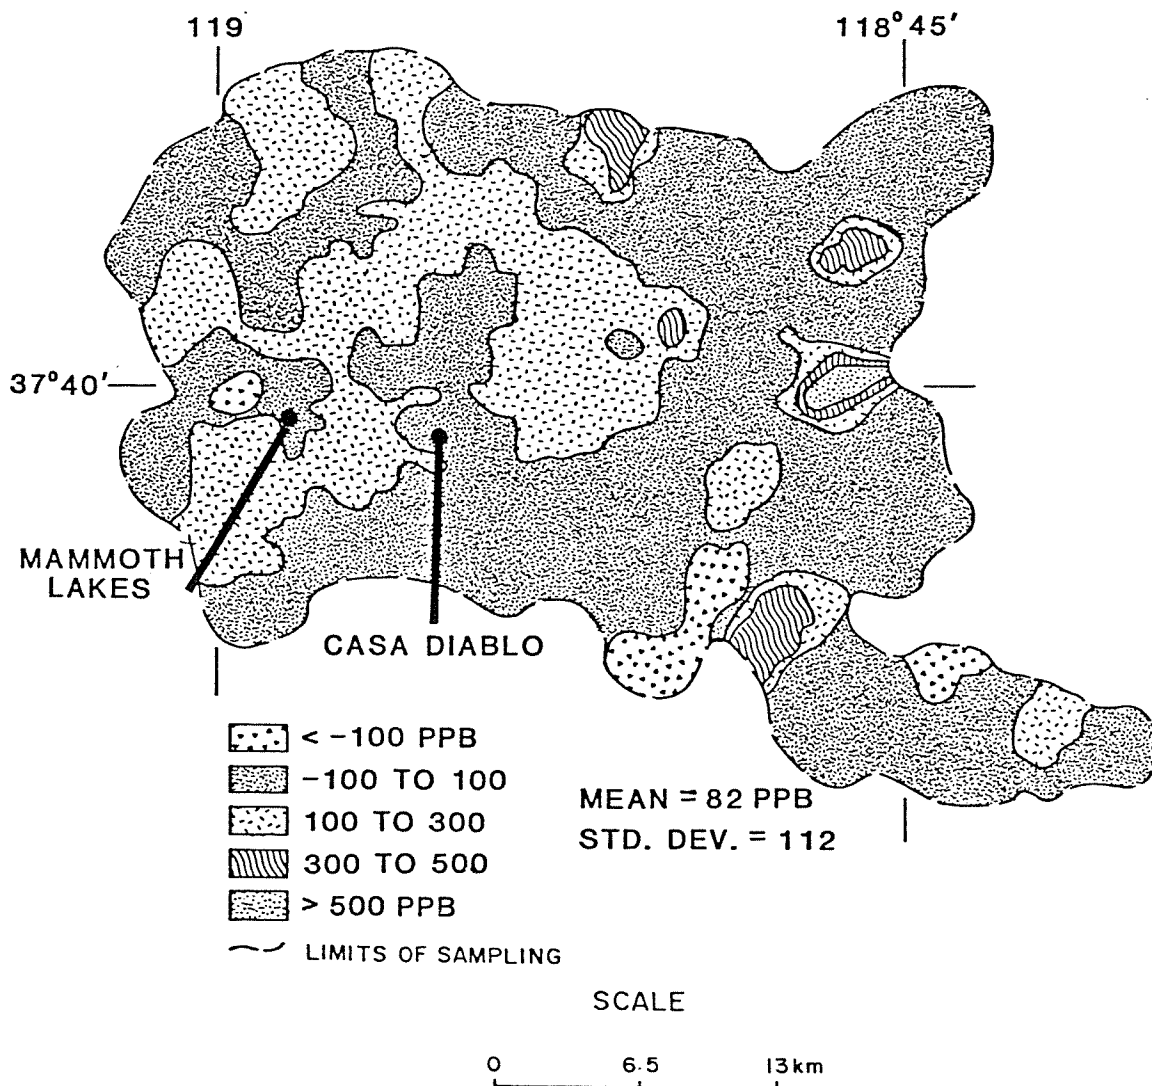 119
118°45′
37°40′
MAMMOTH
LAKES
CASA DIABLO
< -100 PPB
-100 TO 100
100 TO 300
300 TO 500
> 500 PPB
LIMITS OF SAMPLING
MEAN = 82 PPB
STD. DEV. = 112
SCALE
0 6.5 13km